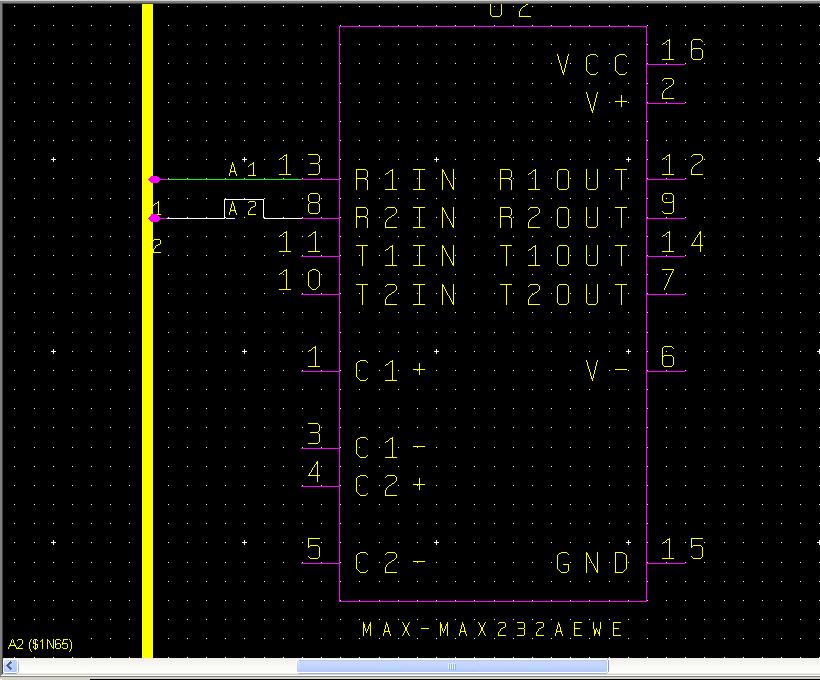 U2
VCC 16
V+ 2
A1 13 R1IN R1OUT 12
1 A2 8 R2IN R2OUT 9
2 11 T1IN T1OUT 14
10 T2IN T2OUT 7
1 C1+ V- 6
3 C1-
4 C2+
5 C2- GND 15
MAX-MAX232AEWE
A2 ($1N65)